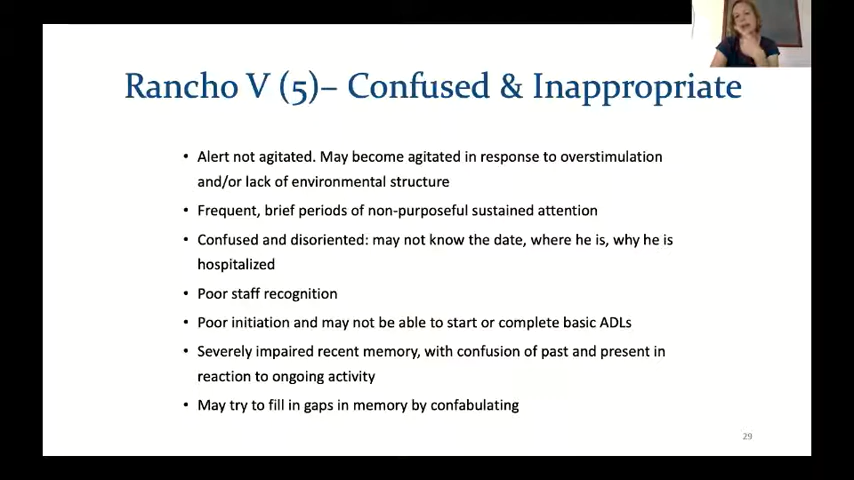 Rancho V (5)– Confused & Inappropriate
• Alert not agitated. May become agitated in response to overstimulation
and/or lack of environmental structure
• Frequent, brief periods of non-purposeful sustained attention
• Confused and disoriented: may not know the date, where he is, why he is
hospitalized
• Poor staff recognition
• Poor initiation and may not be able to start or complete basic ADLs
• Severely impaired recent memory, with confusion of past and present in
reaction to ongoing activity
• May try to fill in gaps in memory by confabulating
29